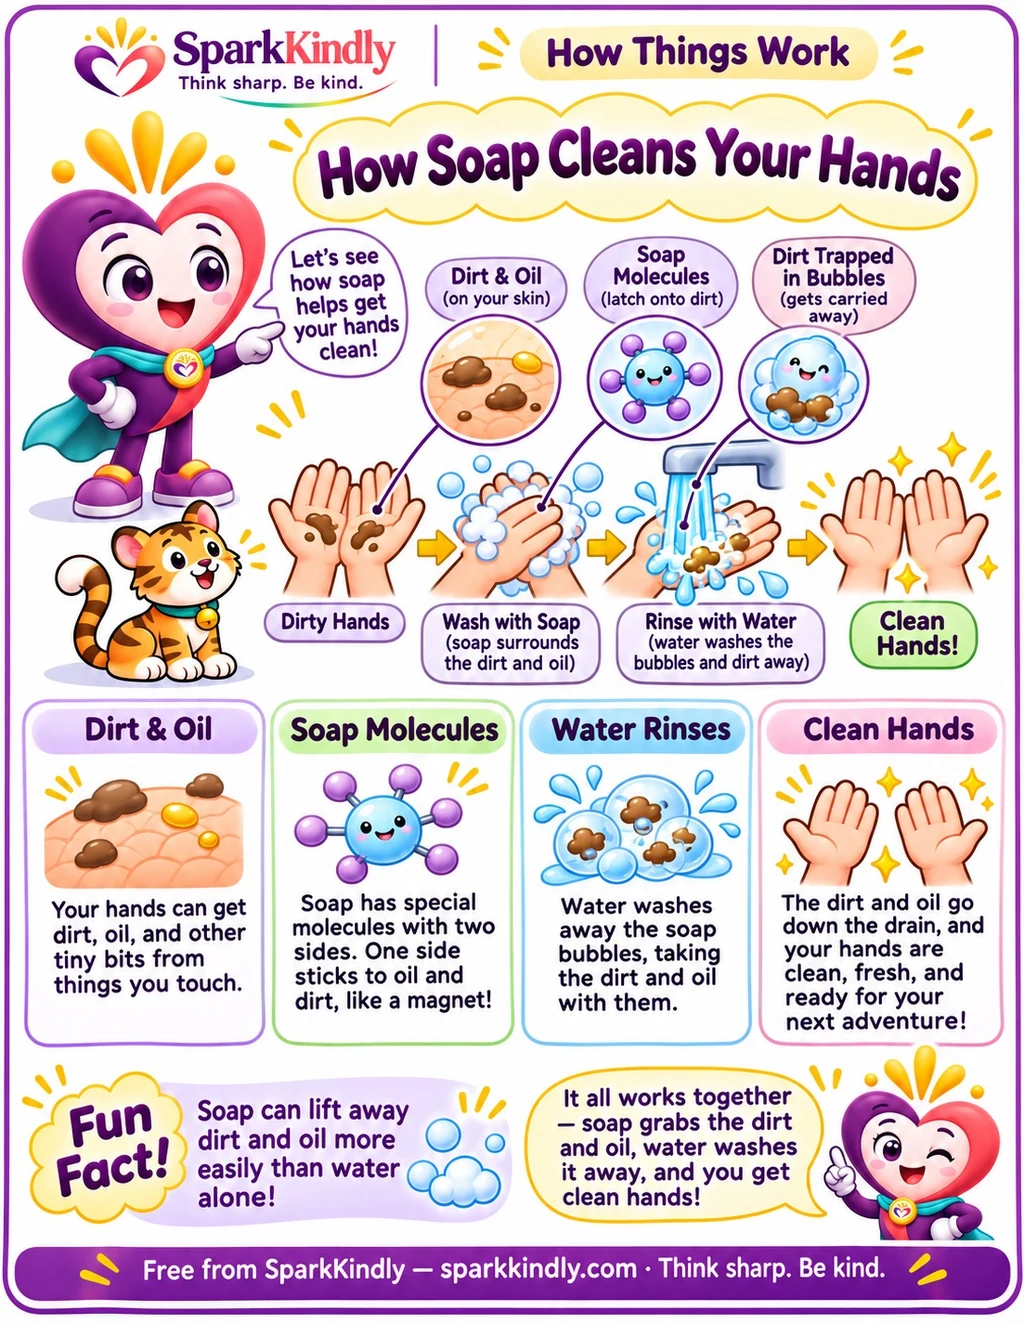 SparkKindly
Think sharp. Be kind.
How Things Work
How Soap Cleans Your Hands
Let's see
how soap
helps get
your hands
clean!
Dirt & Oil
(on your skin)
Soap
Molecules
(latch onto dirt)
Dirt Trapped
in Bubbles
(gets carried
away)
Dirty Hands
Wash with Soap
(soap surrounds
the dirt and oil)
Rinse with Water
(water washes the
bubbles and dirt away)
Clean
Hands!
Dirt & Oil
Your hands can get
dirt, oil, and other
tiny bits from
things you touch.
Soap Molecules
Soap has special
molecules with two
sides. One side
sticks to oil and
dirt, like a magnet!
Water Rinses
Water washes
away the soap
bubbles, taking
the dirt and oil
with them.
Clean Hands
The dirt and oil go
down the drain, and
your hands are
clean, fresh, and
ready for your
next adventure!
Fun
Fact!
Soap can lift away
dirt and oil more
easily than water
alone!
It all works together
— soap grabs the dirt
and oil, water washes
it away, and you get
clean hands!
Free from SparkKindly — sparkkindly.com · Think sharp. Be kind.